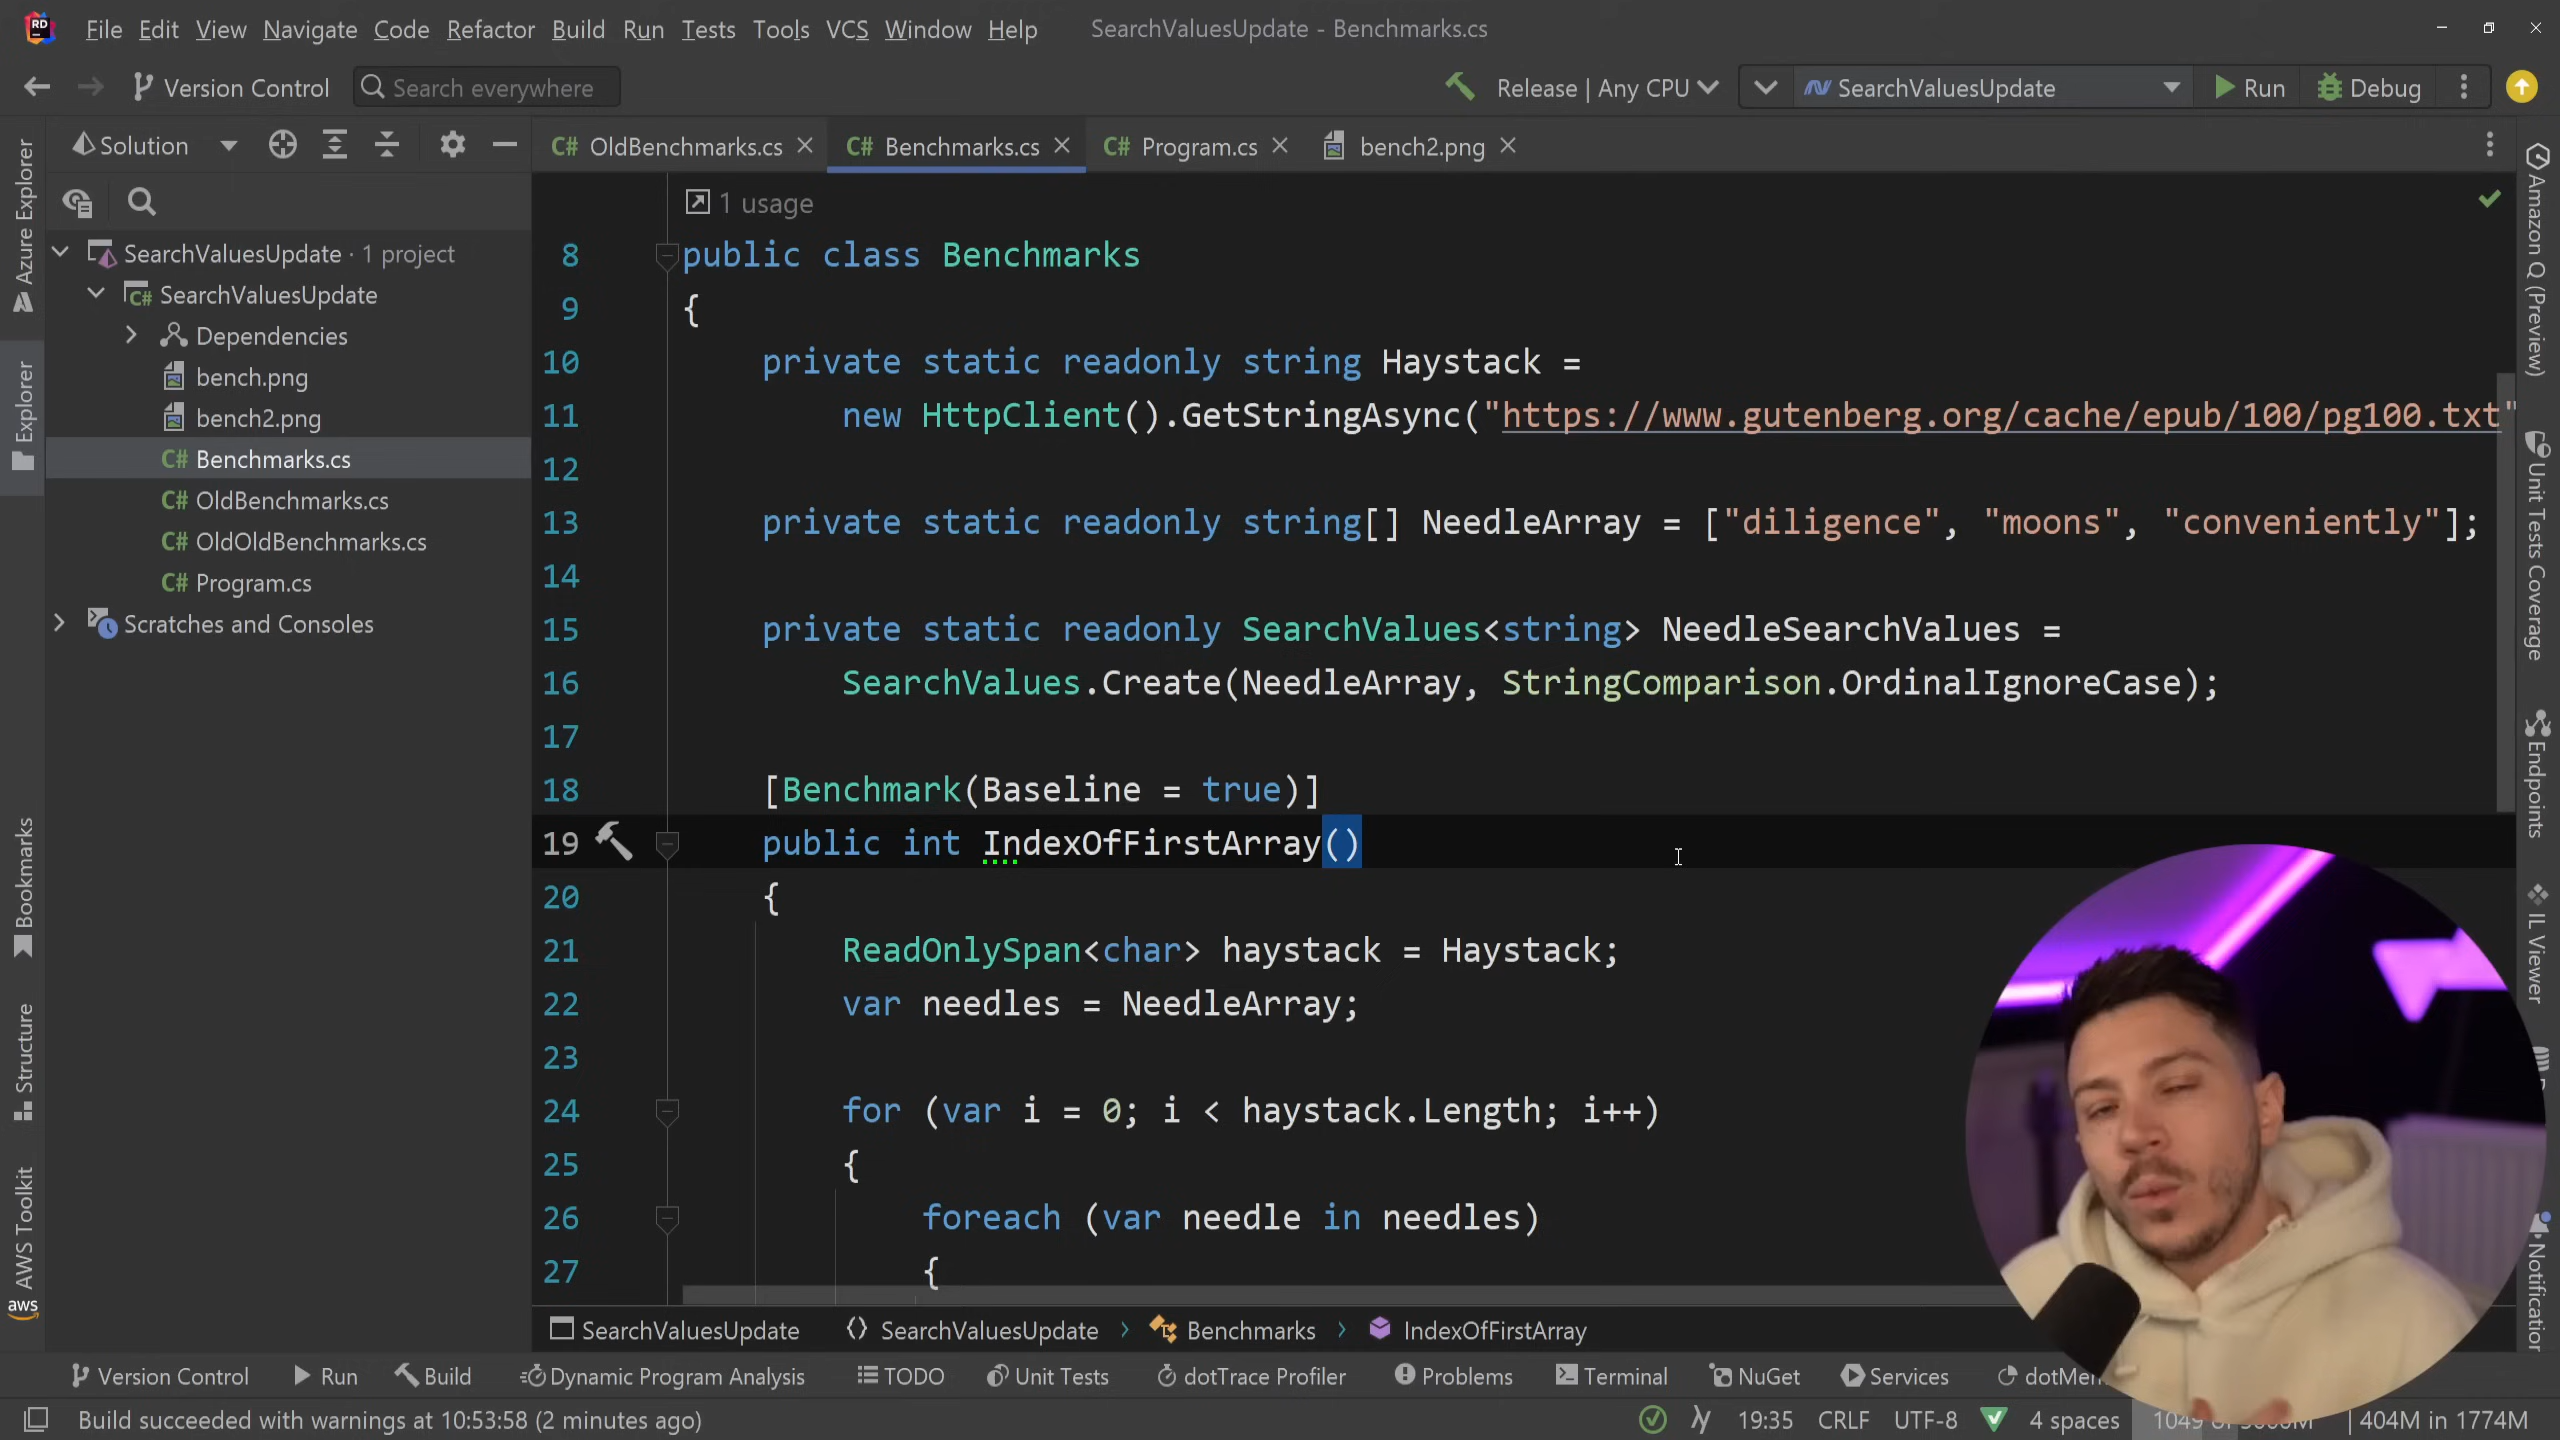 File Edit View Navigate Code Refactor Build Run Tests Tools VCS Window Help SearchValuesUpdate - Benchmarks.cs
Version Control Search everywhere Release | Any CPU SearchValuesUpdate Run Debug
Solution
OldBenchmarks.cs Benchmarks.cs Program.cs bench2.png
SearchValuesUpdate · 1 project
SearchValuesUpdate
Dependencies
bench.png
bench2.png
C# Benchmarks.cs
C# OldBenchmarks.cs
C# OldOldBenchmarks.cs
C# Program.cs
Scratches and Consoles
Azure Explorer
Explorer
Bookmarks
Structure
AWS Toolkit
aws
1 usage
8 public class Benchmarks
9 {
10 private static readonly string Haystack =
11 new HttpClient().GetStringAsync("https://www.gutenberg.org/cache/epub/100/pg100.txt"
12
13 private static readonly string[] NeedleArray = ["diligence", "moons", "conveniently"];
14
15 private static readonly SearchValues<string> NeedleSearchValues =
16 SearchValues.Create(NeedleArray, StringComparison.OrdinalIgnoreCase);
17
18 [Benchmark(Baseline = true)]
19 public int IndexOfFirstArray()
20 {
21 ReadOnlySpan<char> haystack = Haystack;
22 var needles = NeedleArray;
23
24 for (var i = 0; i < haystack.Length; i++)
25 {
26 foreach (var needle in needles)
27 {
Amazon Q (Preview)
Unit Tests Coverage
Endpoints
IL Viewer
Notification
SearchValuesUpdate SearchValuesUpdate › Benchmarks › IndexOfFirstArray
Version Control Run Build Dynamic Program Analysis TODO Unit Tests dotTrace Profiler Problems Terminal NuGet Services
Build succeeded with warnings at 10:53:58 (2 minutes ago) 19:35 CRLF UTF-8 4 spaces 404M in 1774M